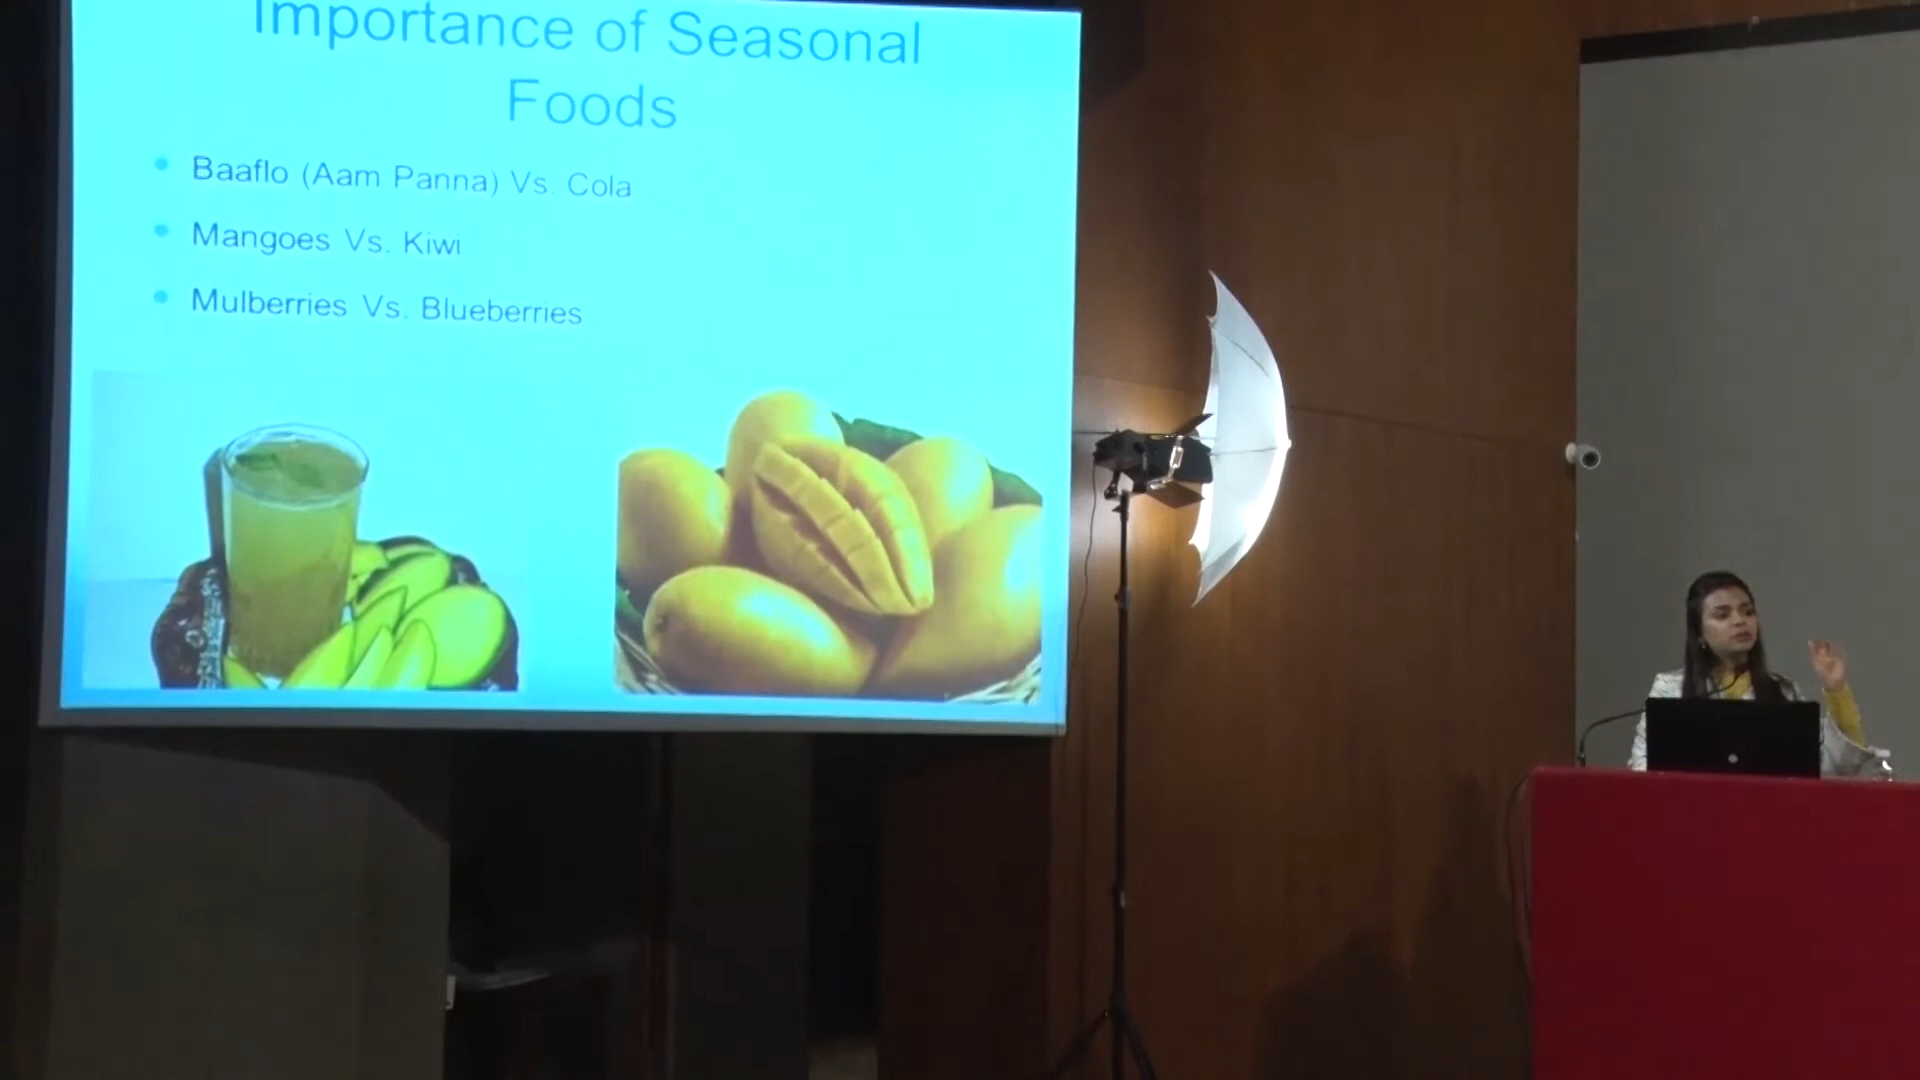 Importance of Seasonal
Foods
Baaflo (Aam Panna) Vs. Cola
Mangoes Vs. Kiwi
Mulberries Vs. Blueberries